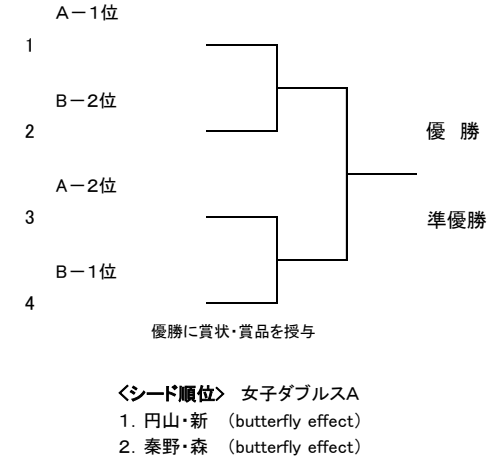 A－1位
1
B－2位
2
優　勝
A－2位
3
準優勝
B－1位
4
優勝に賞状・賞品を授与
〈シード順位〉　女子ダブルスA
1．円山・新　（butterfly effect）
2．秦野・森　（butterfly effect）